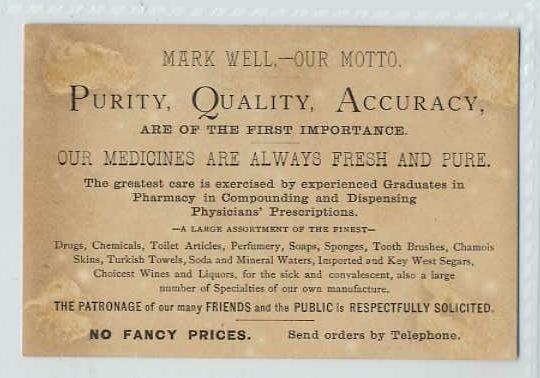 MARK WELL,—OUR MOTTO.
PURITY, QUALITY, ACCURACY,
ARE OF THE FIRST IMPORTANCE.
OUR MEDICINES ARE ALWAYS FRESH AND PURE.
The greatest care is exercised by experienced Graduates in
Pharmacy in Compounding and Dispensing
Physicians' Prescriptions.
—A LARGE ASSORTMENT OF THE FINEST—
Drugs, Chemicals, Toilet Articles, Perfumery, Soaps, Sponges, Tooth Brushes, Chamois
Skins, Turkish Towels, Soda and Mineral Waters, Imported and Key West Segars,
Choicest Wines and Liquors, for the sick and convalescent, also a large
number of Specialties of our own manufacture.
THE PATRONAGE of our many FRIENDS and the PUBLIC is RESPECTFULLY SOLICITED.
NO FANCY PRICES. Send orders by Telephone.